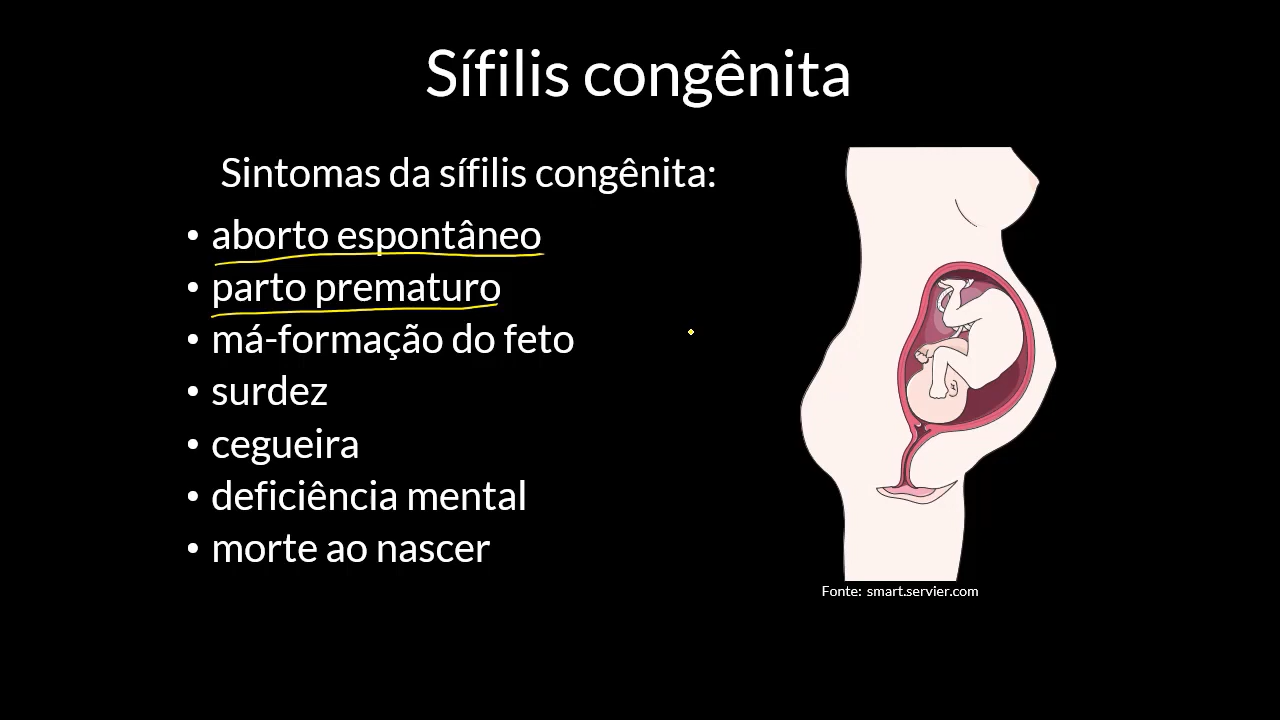 Sífilis congênita
Sintomas da sífilis congênita:
• aborto espontâneo
• parto prematuro
• má-formação do feto
• surdez
• cegueira
• deficiência mental
• morte ao nascer
Fonte: smart.servier.com